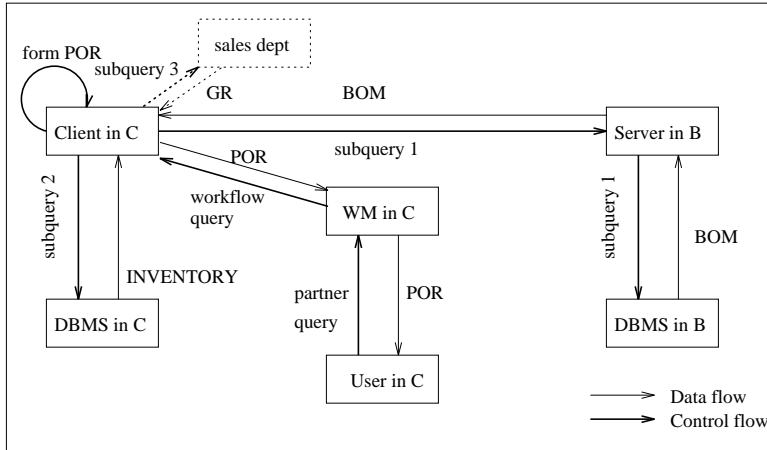 form POR
sales dept
subquery 3
GR
BOM
Client in C
Server in B
subquery 1
POR
workflow
query
WM in C
subquery 2
subquery 1
BOM
INVENTORY
partner
query
POR
DBMS in C
DBMS in B
User in C
Data flow
Control flow